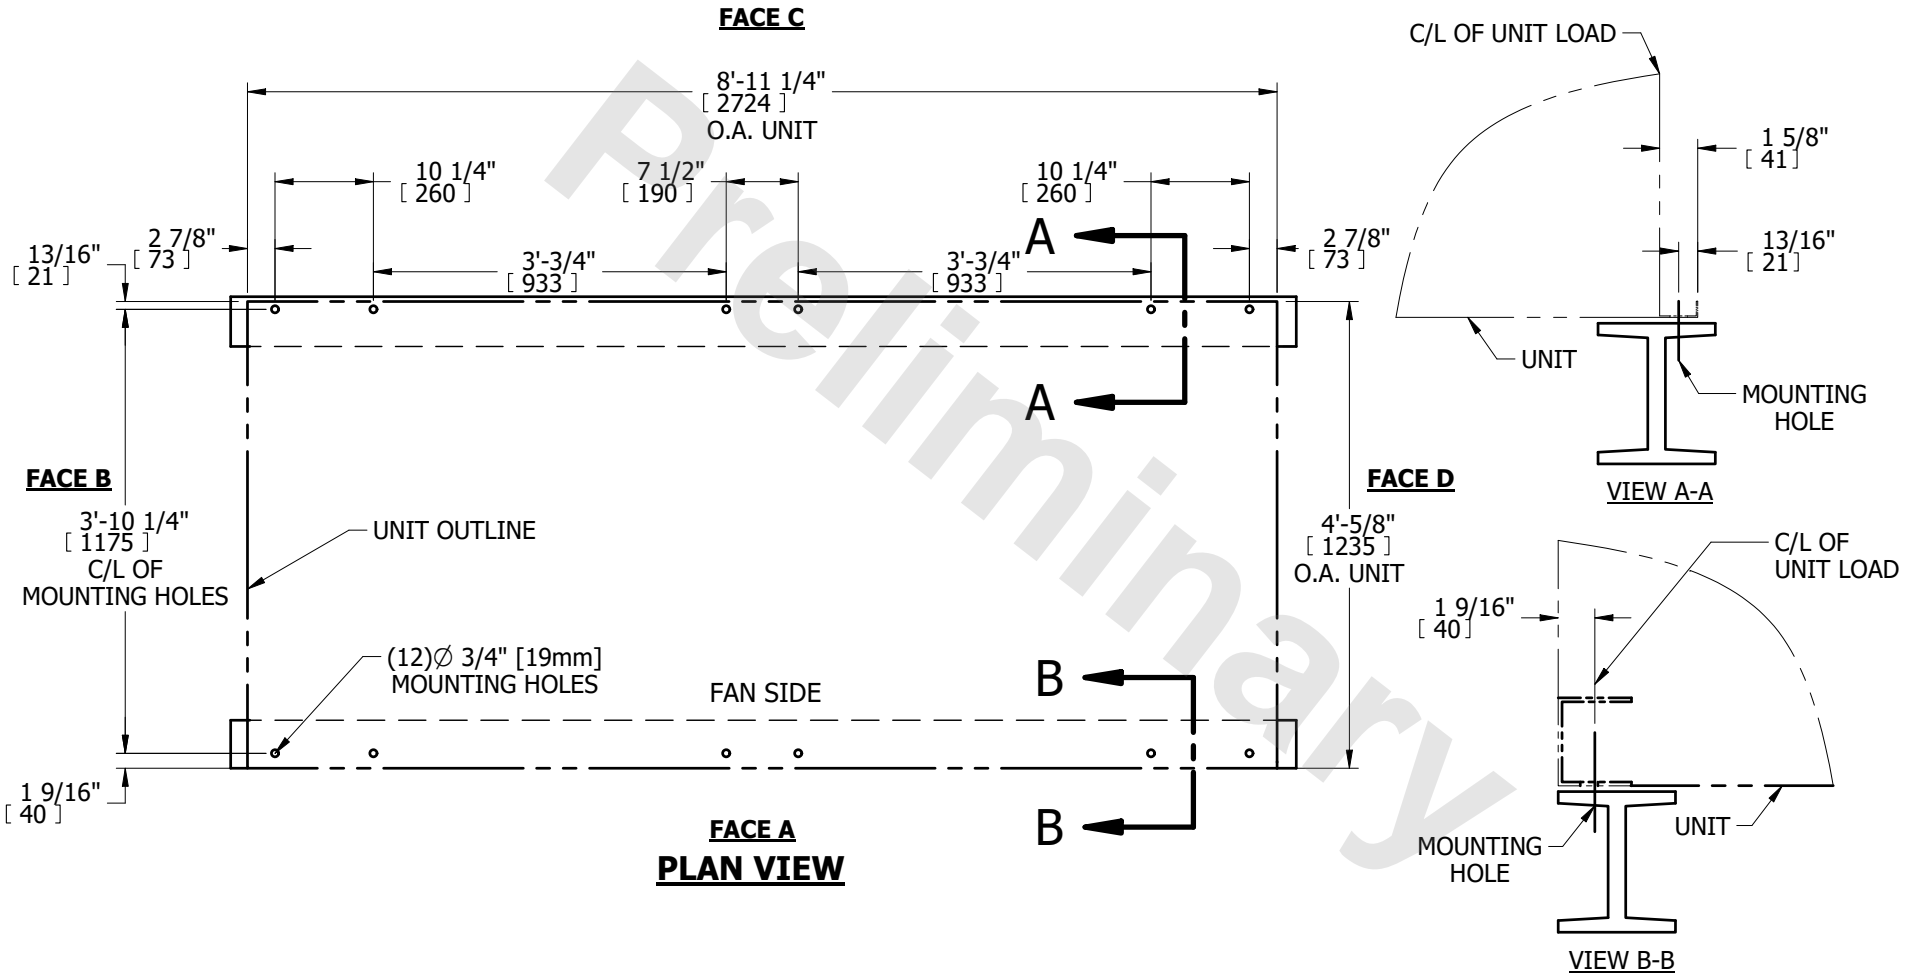 FACE C
8'-11 1/4"
[ 2724 ]
O.A. UNIT
10 1/4"
[ 260 ]
7 1/2"
[ 190 ]
10 1/4"
[ 260 ]
13/16"
[ 21 ]
2 7/8"
[ 73 ]
3'-3/4"
[ 933 ]
3'-3/4"
[ 933 ]
2 7/8"
[ 73 ]
A
A
FACE B
3'-10 1/4"
[ 1175 ]
C/L OF
MOUNTING HOLES
UNIT OUTLINE
FACE D
4'-5/8"
[ 1235 ]
O.A. UNIT
(12)Ø 3/4" [19mm]
MOUNTING HOLES
FAN SIDE
B
B
1 9/16"
[ 40 ]
FACE A
PLAN VIEW
C/L OF UNIT LOAD
1 5/8"
[ 41 ]
13/16"
[ 21 ]
UNIT
MOUNTING
HOLE
VIEW A-A
C/L OF
UNIT LOAD
1 9/16"
[ 40 ]
UNIT
MOUNTING
HOLE
VIEW B-B
Preliminary